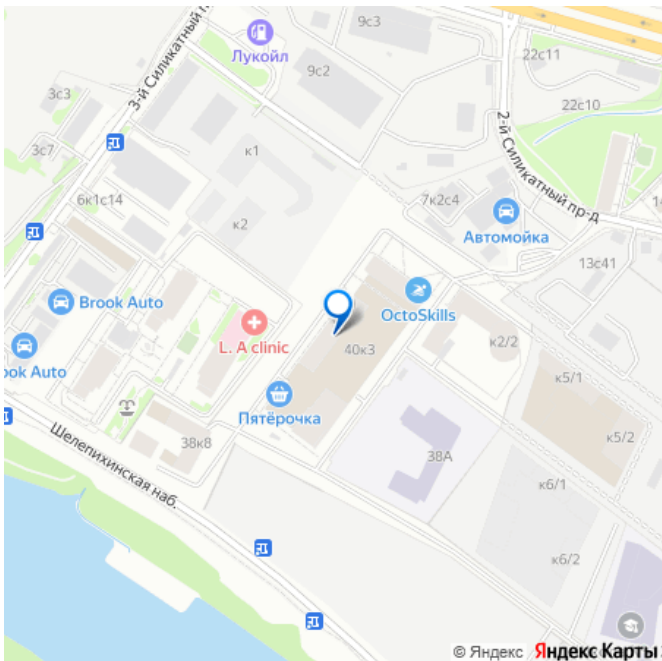 9с3
Лукойл
9с2
22с11
3-й Силикатный
3с3
22с10
2-й Силикатный пр-д
3с7
к1
6к1с14
7к2с4
к2
Автомойка
13с41
Brook Auto
OctoSkills
L. A clinic
40к3
к2/2
ook Auto
к5/1
Пятёрочка
38к8
38А
к5/2
Шелепихинская наб.
к6/1
к6/2
© Яндекс Яндекс Карты